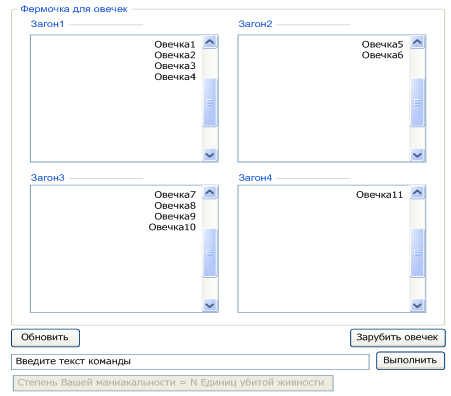 Фермочка для овечек
Загон1
Овечка1
Овечка2
Овечка3
Овечка4
Загон2
Овечка5
Овечка6
Загон3
Овечка7
Овечка8
Овечка9
Овечка10
Загон4
Овечка11
Обновить
Зарубить овечек
Введите текст команды
Выполнить
Степень Вашей маниакальности = N Единиц убитой живности